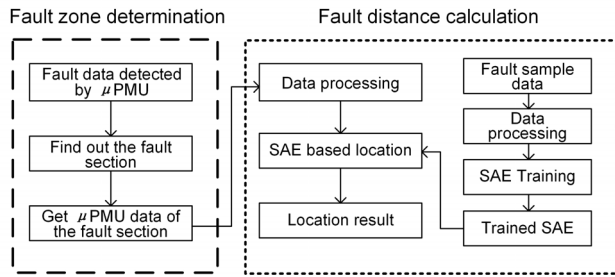 Fault zone determination
Fault data detected
by μPMU
Find out the fault
section
Get μPMU data of
the fault section
Fault distance calculation
Data processing
SAE based location
Location result
Fault sample
data
Data
processing
SAE Training
Trained SAE